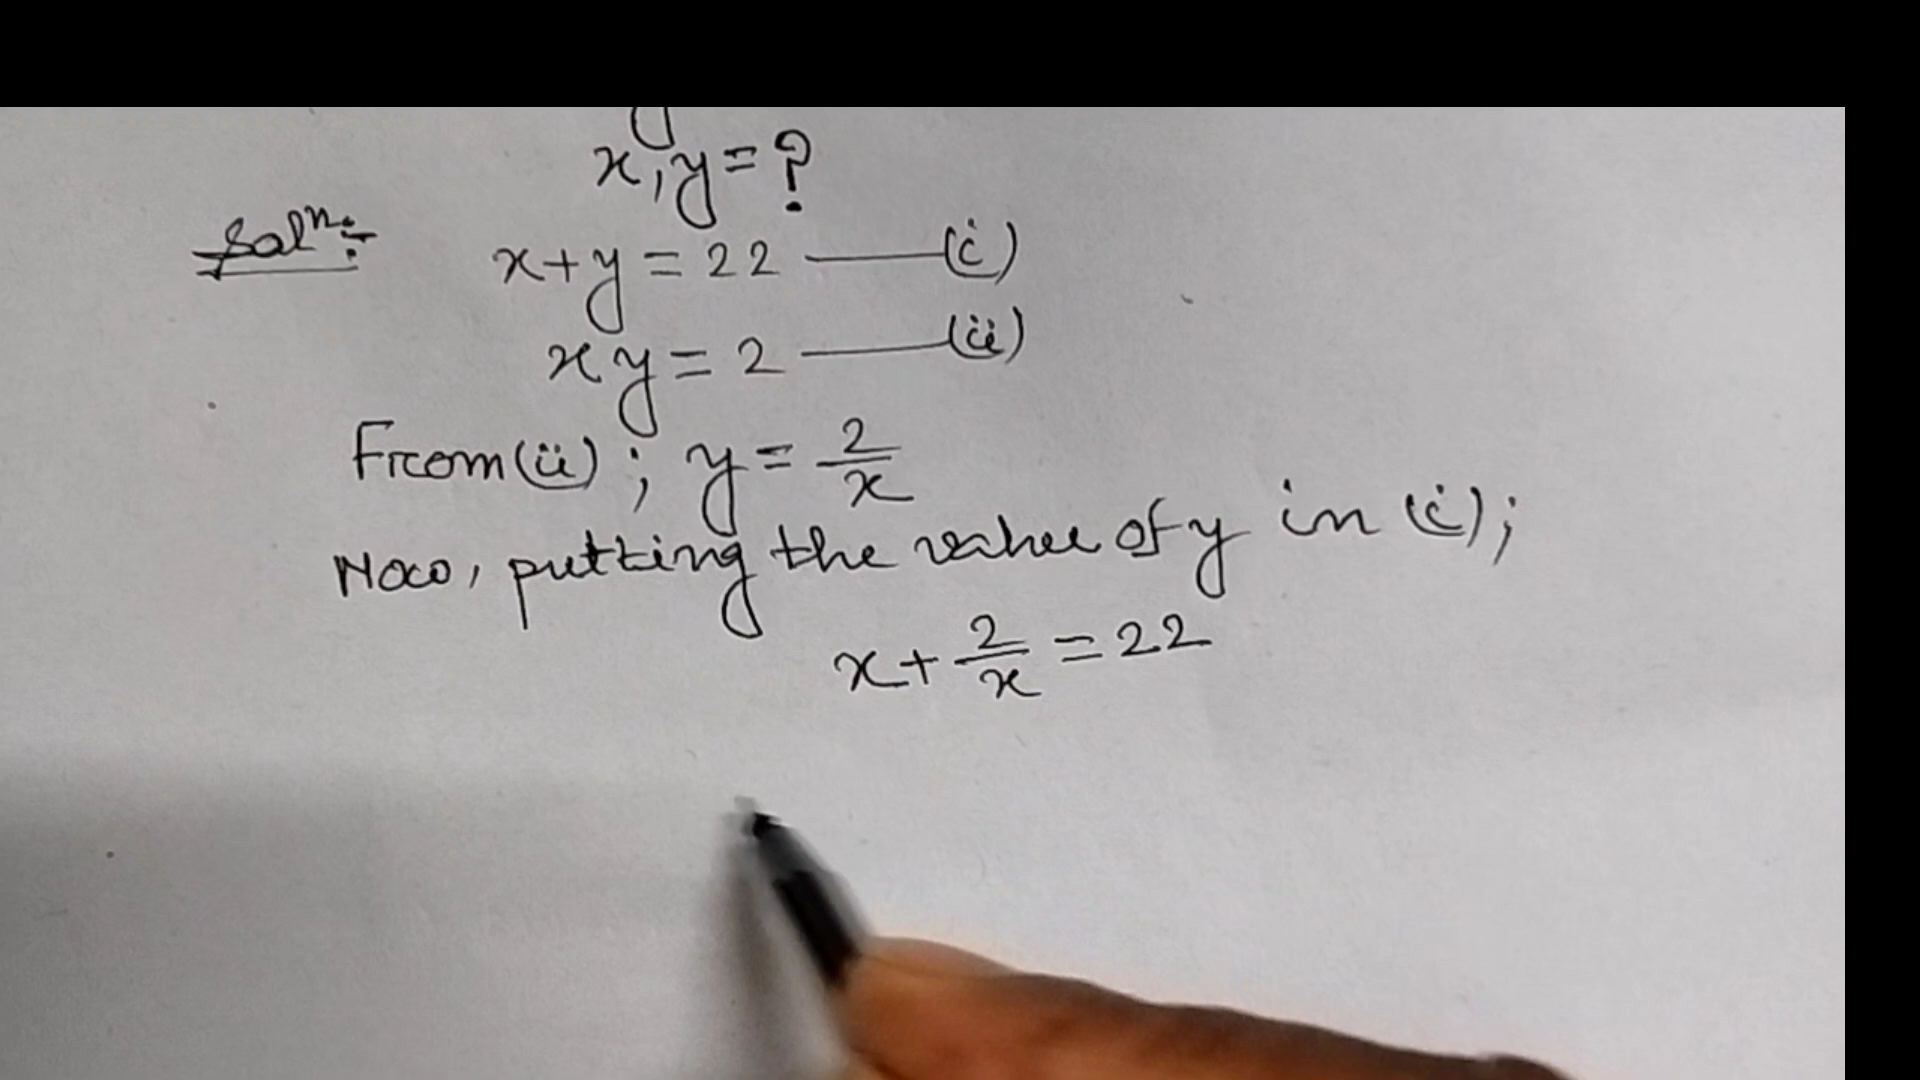 x, y = ?
Solⁿ:-
x + y = 22 ——— (i)
xy = 2 ——— (ii)
From (ii) ; y = 2/x
Now, putting the value of y in (i) ;
x + 2/x = 22